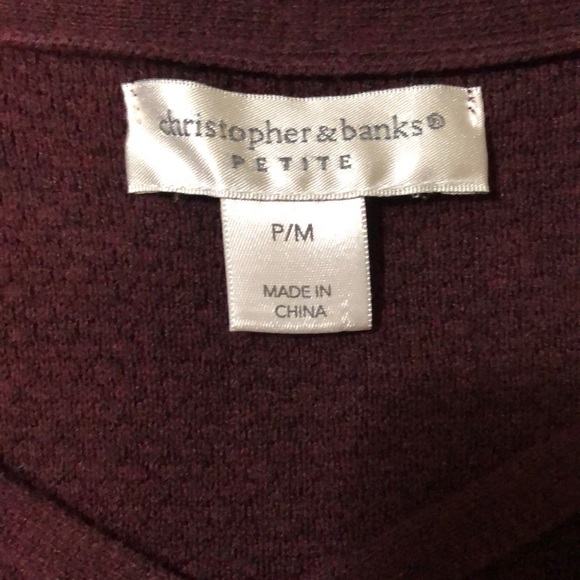 christopher&banks®
PETITE
P/M
MADE IN
CHINA